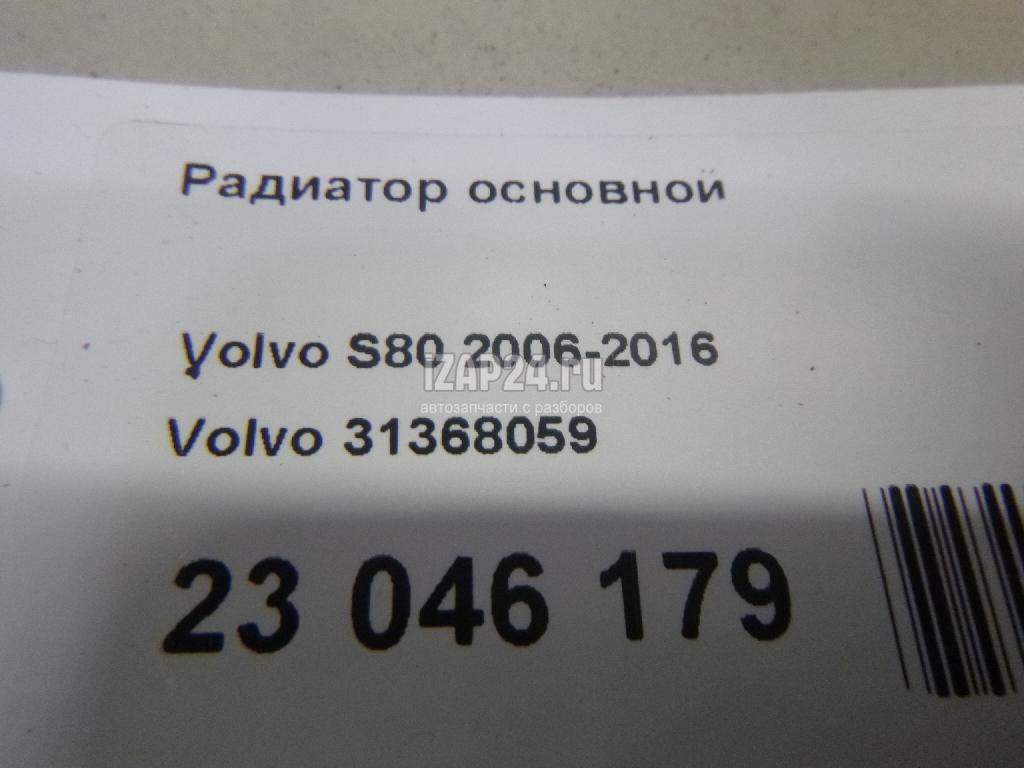 Радиатор основной
Volvo S80 2006-2016
iZAP24.ru
автозапчасти с разборов
Volvo 31368059
23 046 179